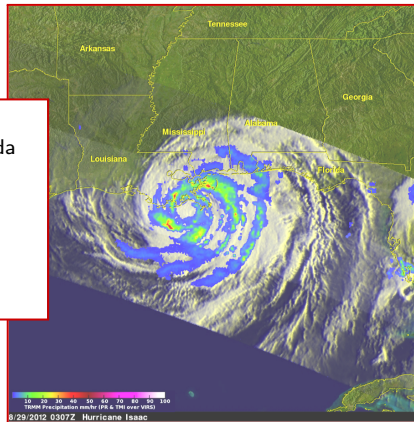 Tennessee
Arkansas
Georgia
da
Alabama
Mississippi
Louisiana
Florida
10 20 30 40 50 60 70 80 90 100
TRMM Precipitation mm/hr (PR & TMI over VIRS)
8/29/2012 0307Z Hurricane Isaac